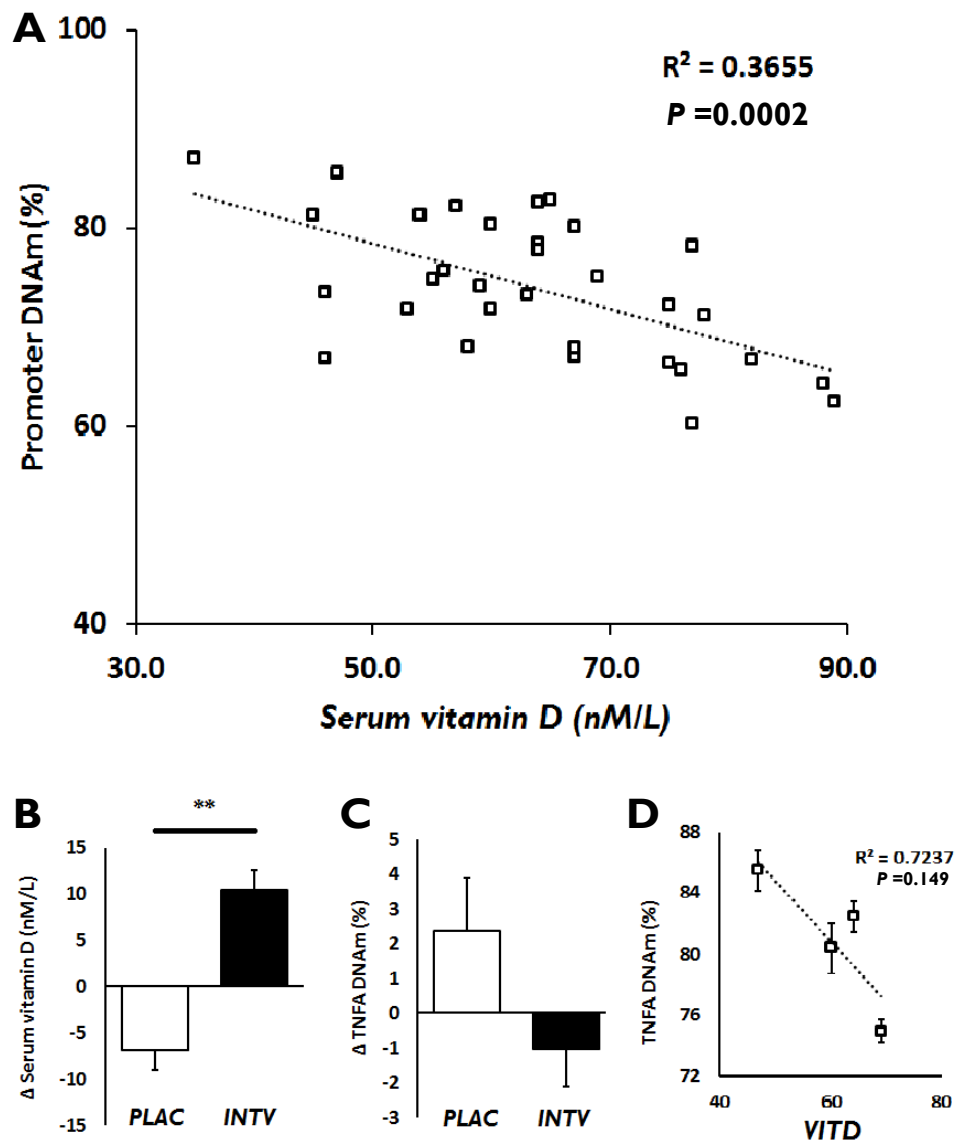 A
100
80
60
40
Promoter DNAm (%)
R² = 0.3655
P =0.0002
30.0 50.0 70.0 90.0
Serum vitamin D (nM/L)
B
**
15
10
5
0
-5
-10
-15
Δ Serum vitamin D (nM/L)
PLAC INTV
C
5
4
3
2
1
0
-1
-2
-3
Δ TNFA DNAm (%)
PLAC INTV
D
88
84
80
76
72
TNFA DNAm (%)
R² = 0.7237
P =0.149
40 60 80
VITD